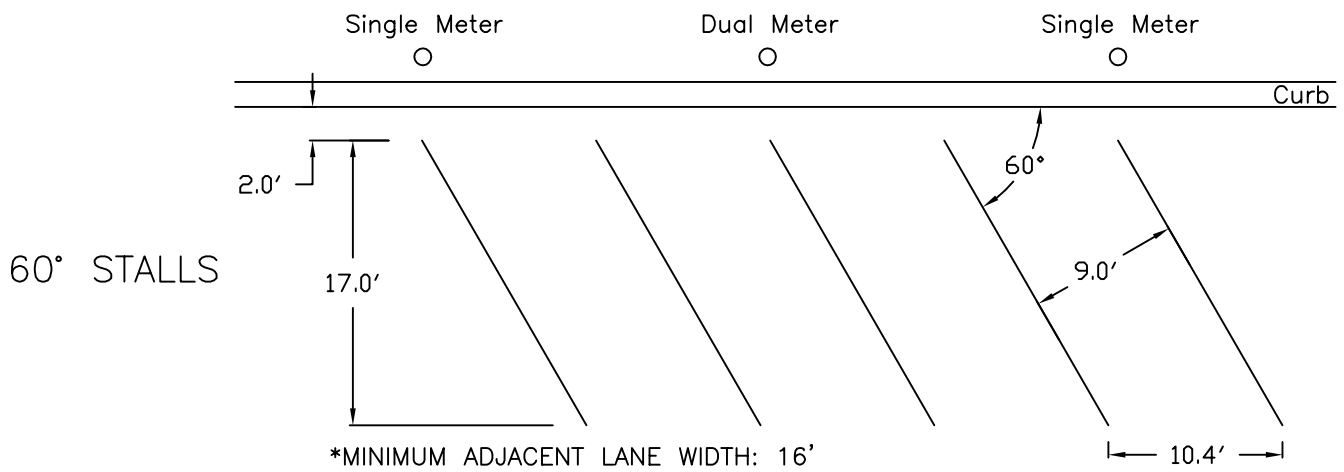 Single Meter
Dual Meter
Single Meter
Curb
2.0'
60°
60° STALLS
17.0'
9.0'
*MINIMUM ADJACENT LANE WIDTH: 16'
10.4'